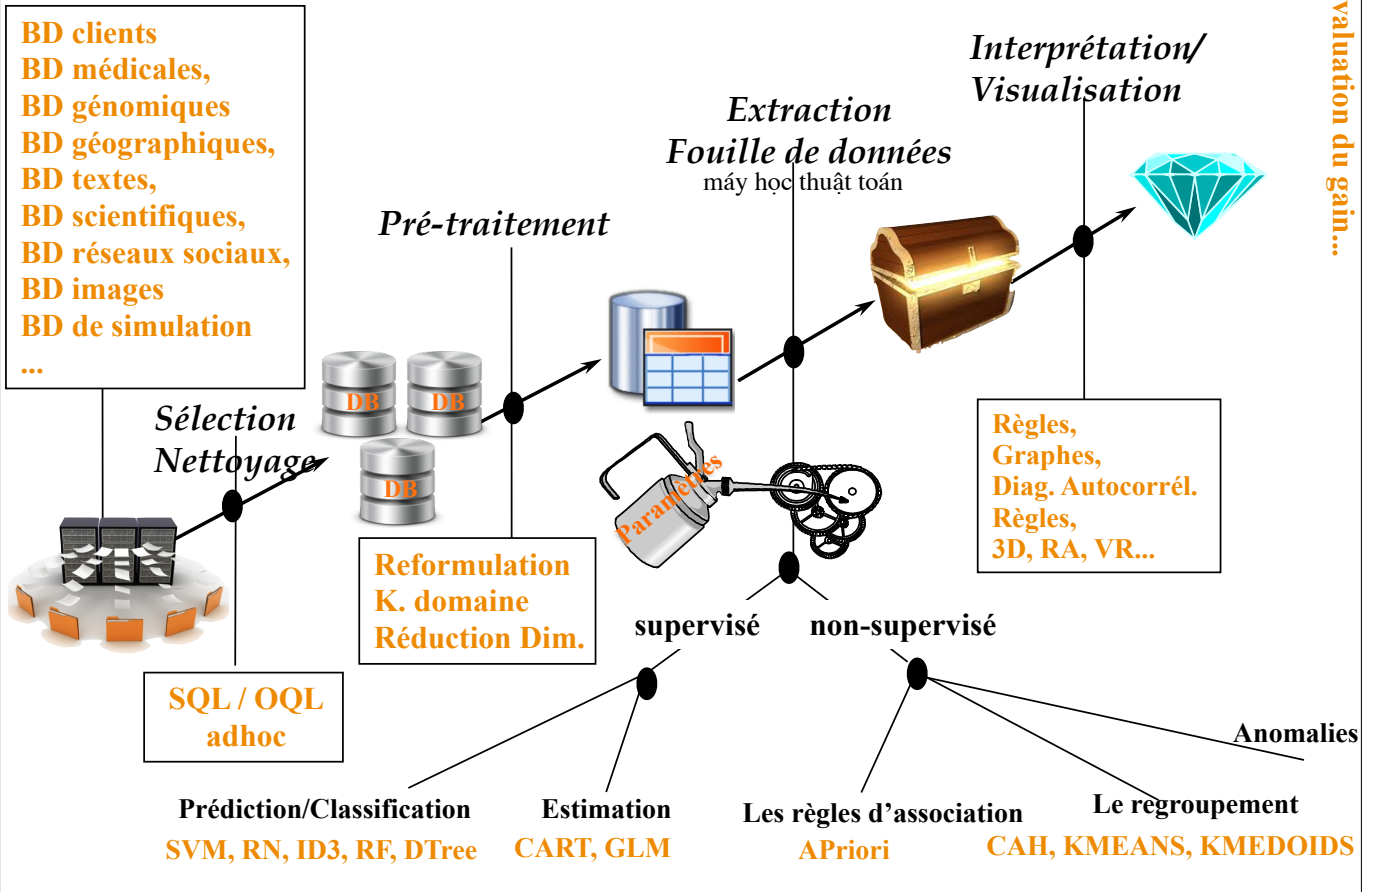 BD clients
BD médicales,
BD génomiques
BD géographiques,
BD textes,
BD scientifiques,
BD réseaux sociaux,
BD images
BD de simulation
...
Sélection
Nettoyage
SQL / OQL
adhoc
DB
DB
DB
Pré-traitement
Reformulation
K. domaine
Réduction Dim.
Extraction
Fouille de données
máy học thuật toán
Paramètres
Interprétation/
Visualisation
Règles,
Graphes,
Diag. Autocorrél.
Règles,
3D, RA, VR...
valuation du gain...
supervisé
non-supervisé
Prédiction/Classification
SVM, RN, ID3, RF, DTree
Estimation
CART, GLM
Les règles d’association
APriori
Le regroupement
CAH, KMEANS, KMEDOIDS
Anomalies